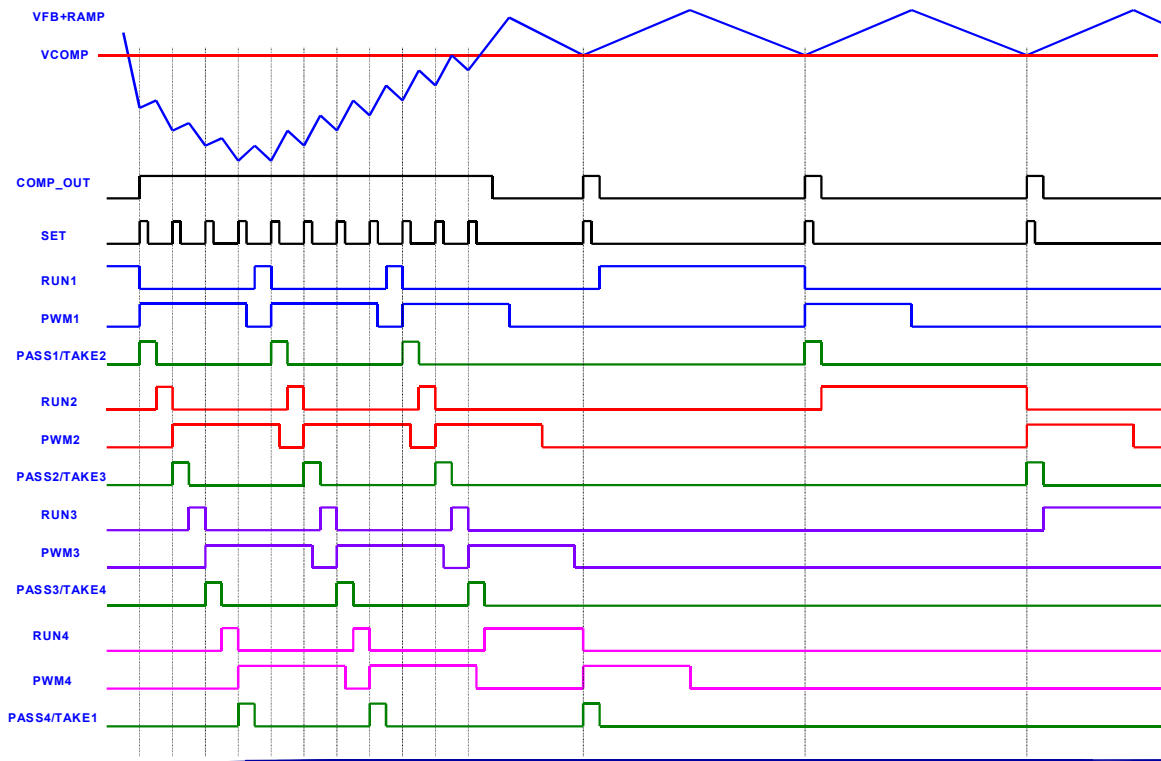 VFB+RAMP
VCOMP
COMP_OUT
SET
RUN1
PWM1
PASS1/TAKE2
RUN2
PWM2
PASS2/TAKE3
RUN3
PWM3
PASS3/TAKE4
RUN4
PWM4
PASS4/TAKE1